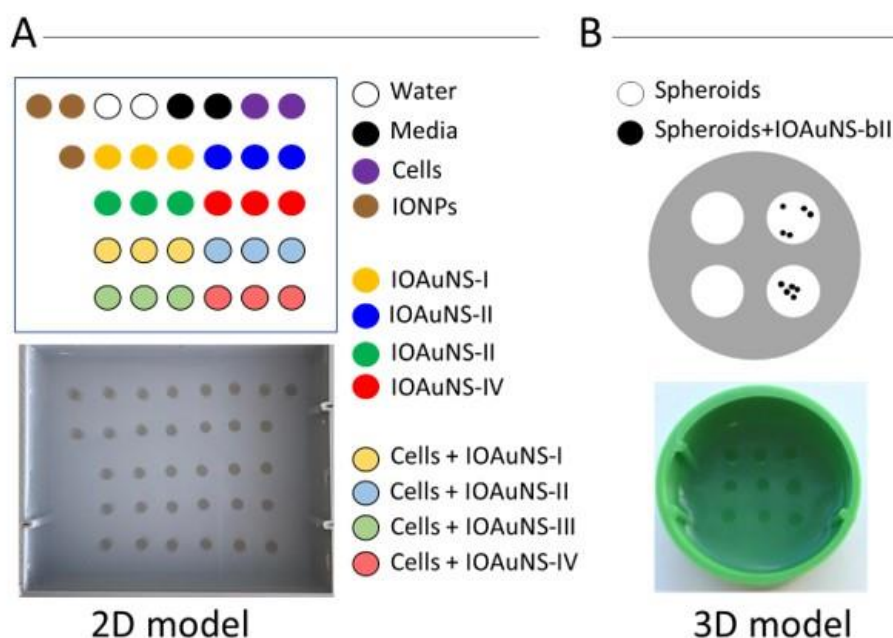 A
B
Water
Media
Cells
IONPs
IOAuNS-I
IOAuNS-II
IOAuNS-II
IOAuNS-IV
Cells + IOAuNS-I
Cells + IOAuNS-II
Cells + IOAuNS-III
Cells + IOAuNS-IV
2D model
Spheroids
Spheroids+IOAuNS-bII
3D model